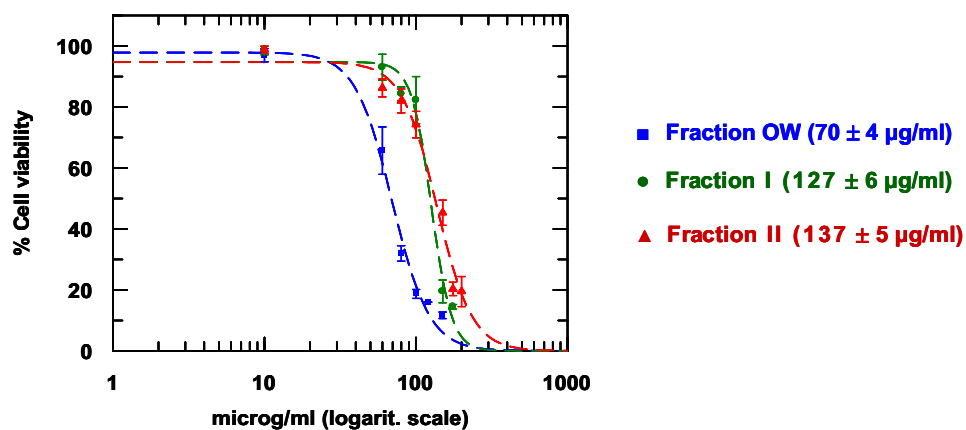 100
80
60
40
20
0
% Cell viability
1 10 100 1000
microg/ml (logarit. scale)
Fraction OW (70 ± 4 µg/ml)
Fraction I (127 ± 6 µg/ml)
Fraction II (137 ± 5 µg/ml)